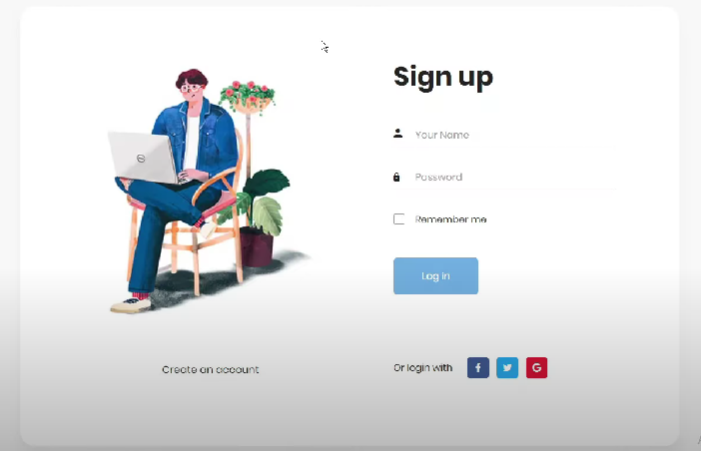 Sign up
Your Name
Password
Remember me
Log in
Create an account
Or login with